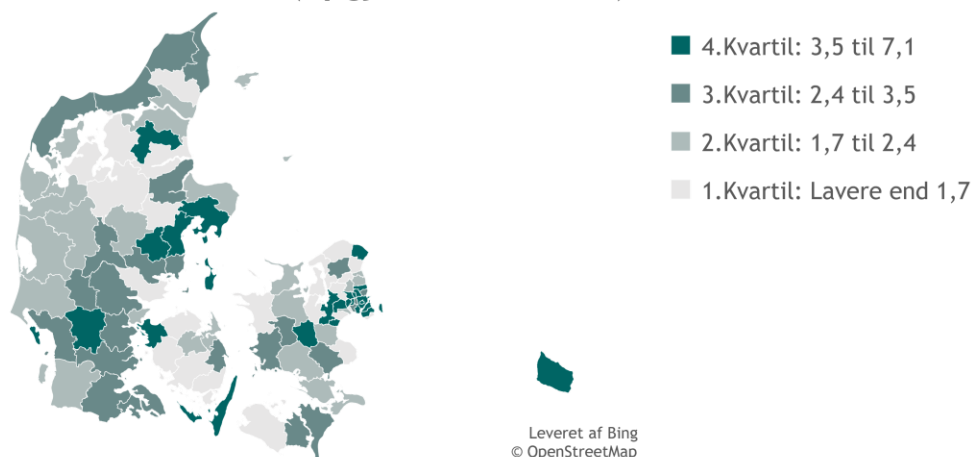 4.Kvartil: 3,5 til 7,1
3.Kvartil: 2,4 til 3,5
2.Kvartil: 1,7 til 2,4
1.Kvartil: Lavere end 1,7
Leveret af Bing
© OpenStreetMap